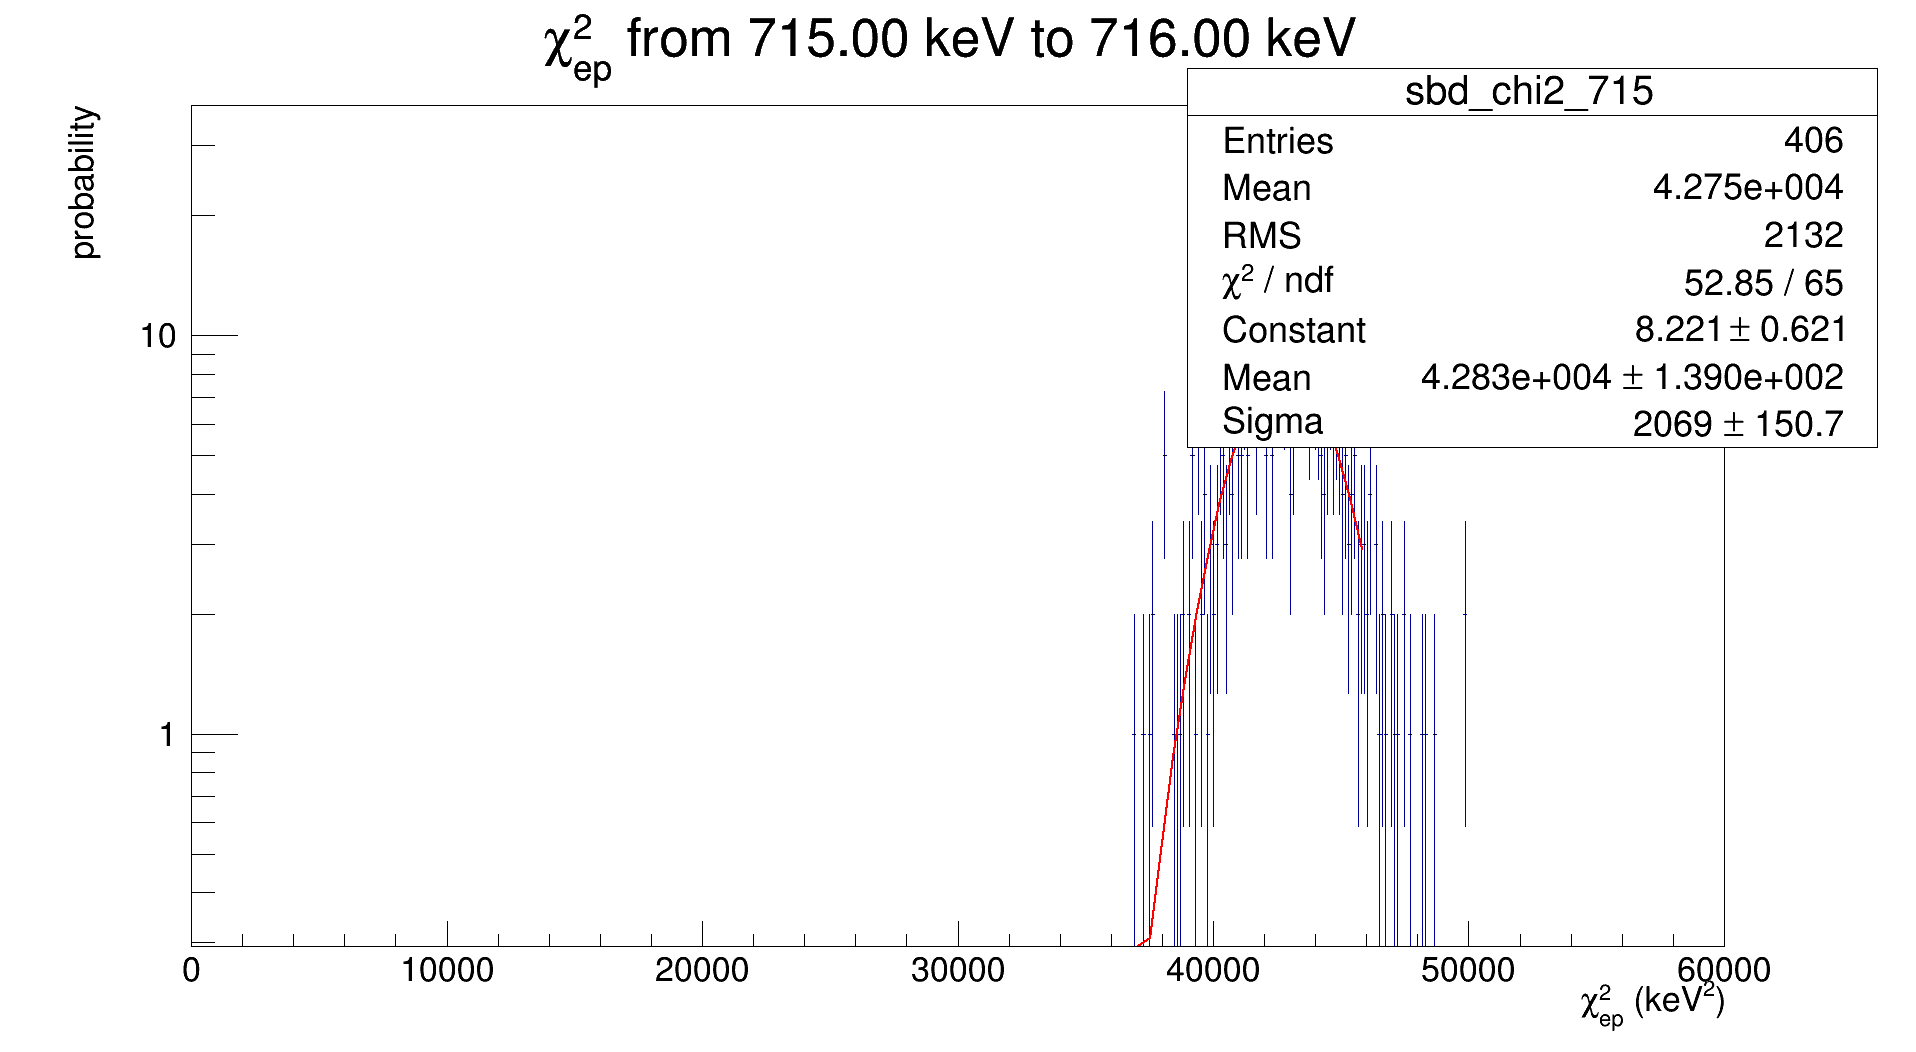 χ²ep from 715.00 keV to 716.00 keV
sbd_chi2_715
Entries 406
Mean 4.275e+004
RMS 2132
χ² / ndf 52.85 / 65
Constant 8.221 ± 0.621
Mean 4.283e+004 ± 1.390e+002
Sigma 2069 ± 150.7
probability
10
1
0 10000 20000 30000 40000 50000 60000
χ²ep (keV²)